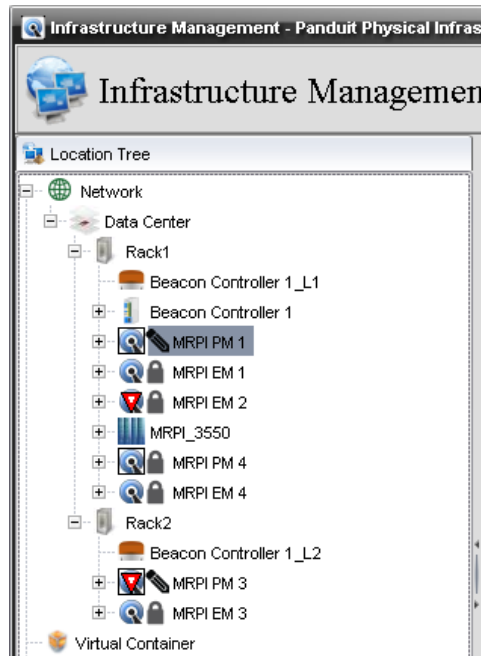 Infrastructure Management - Panduit Physical Infras
Infrastructure Managemen
Location Tree
Network
Data Center
Rack1
Beacon Controller 1_L1
Beacon Controller 1
MRPI PM 1
MRPI EM 1
MRPI EM 2
MRPI_3550
MRPI PM 4
MRPI EM 4
Rack2
Beacon Controller 1_L2
MRPI PM 3
MRPI EM 3
Virtual Container